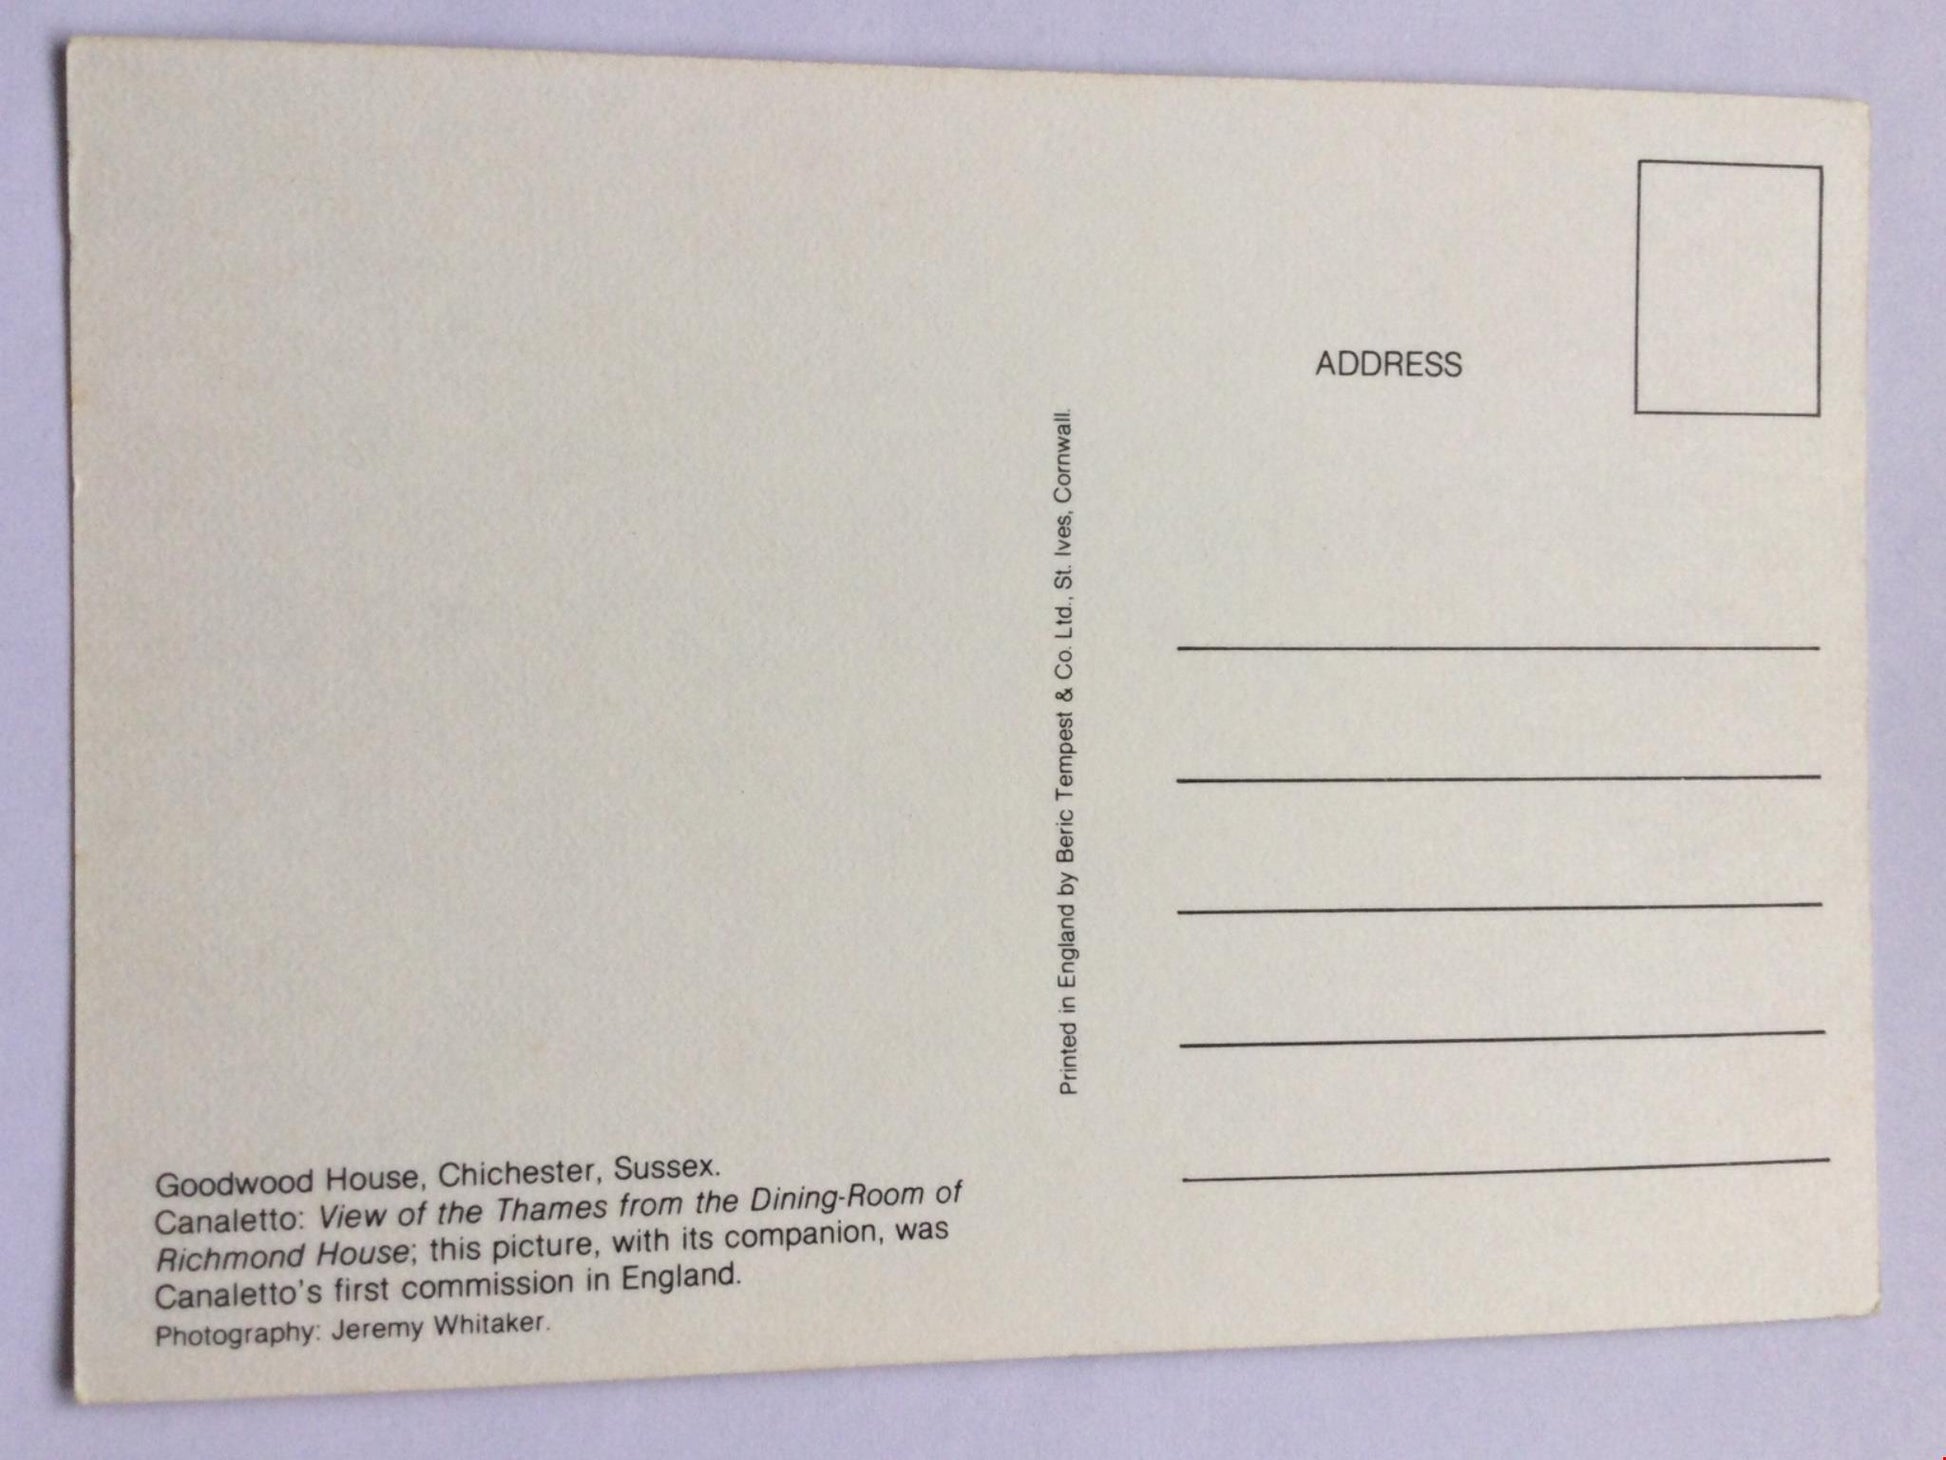 Goodwood House, Chichester, Sussex.
Canaletto: View of the Thames from the Dining-Room of
Richmond House; this picture, with its companion, was
Canaletto's first commission in England.
Photography: Jeremy Whitaker.
Printed in England by Beric Tempest & Co. Ltd., St. Ives, Cornwall.
ADDRESS